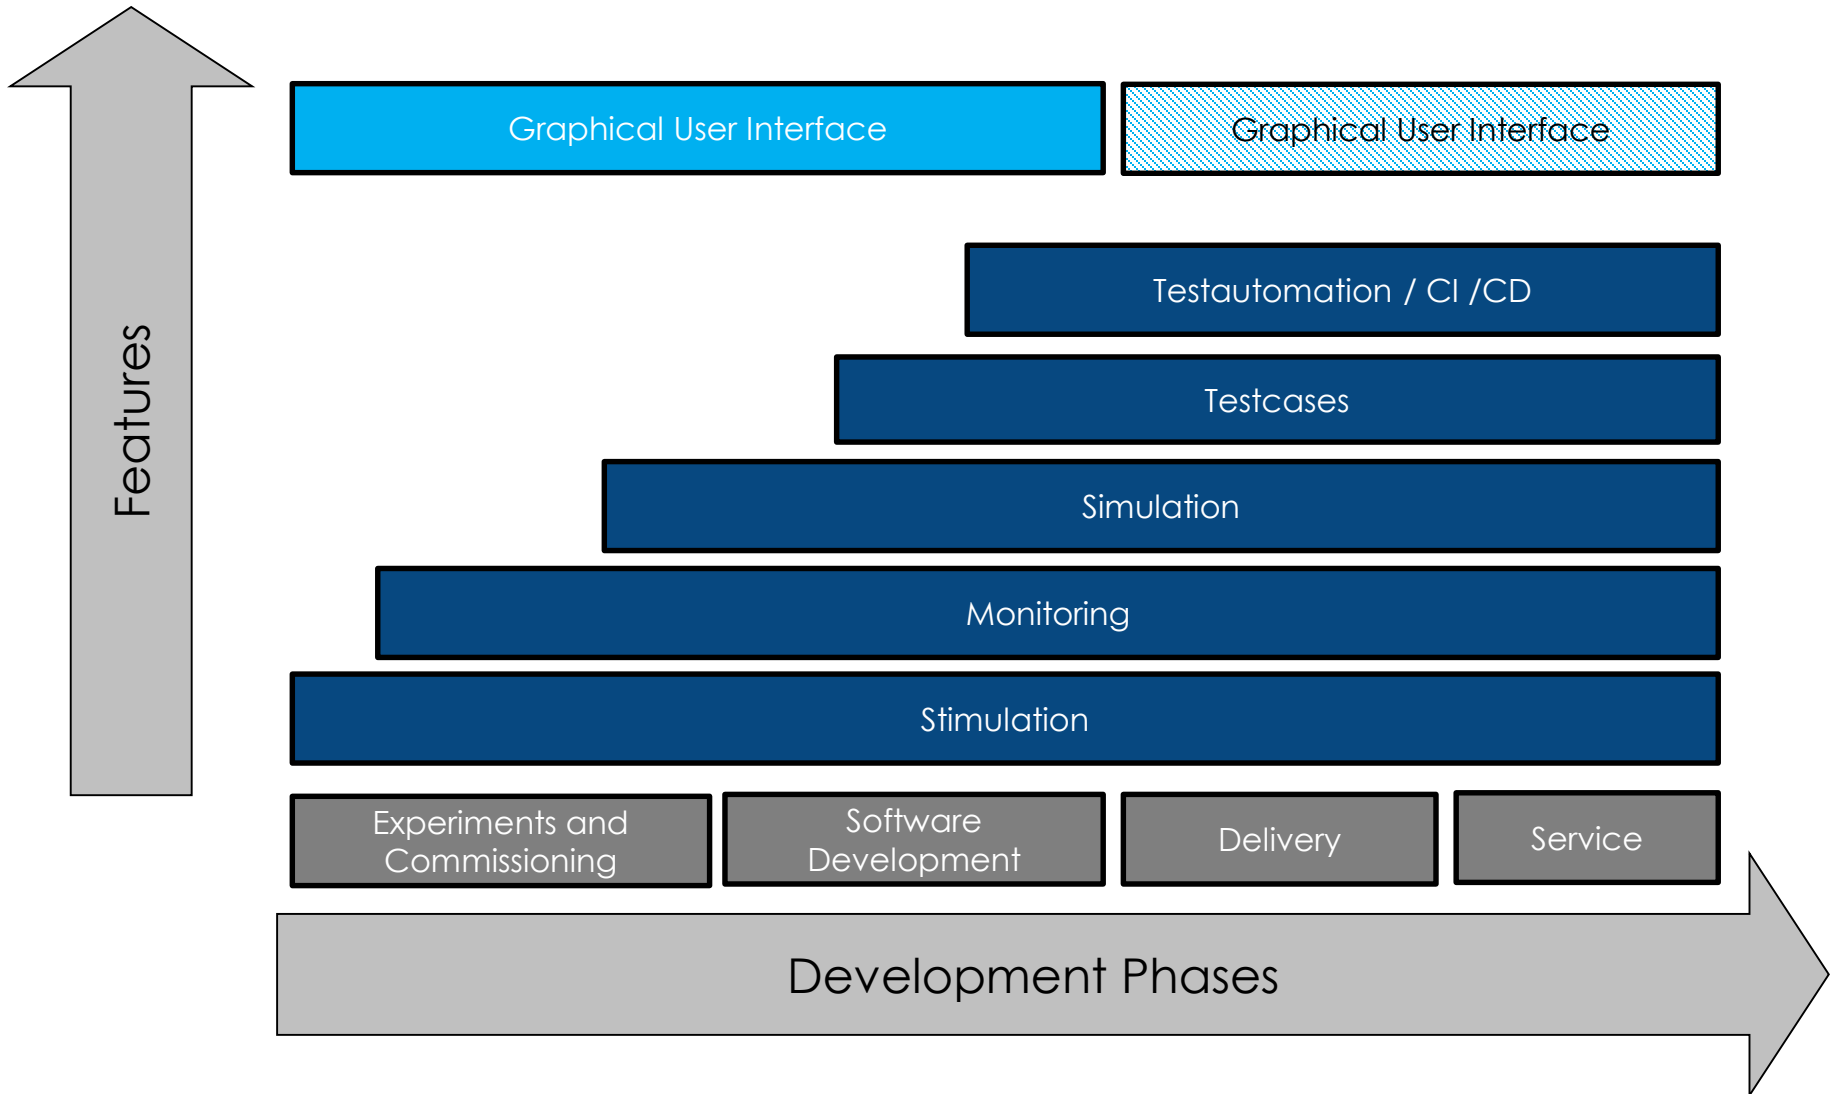 Graphical User Interface
Graphical User Interface
Testautomation / CI /CD
Testcases
Simulation
Monitoring
Stimulation
Features
Experiments and
Commissioning
Software
Development
Delivery
Service
Development Phases